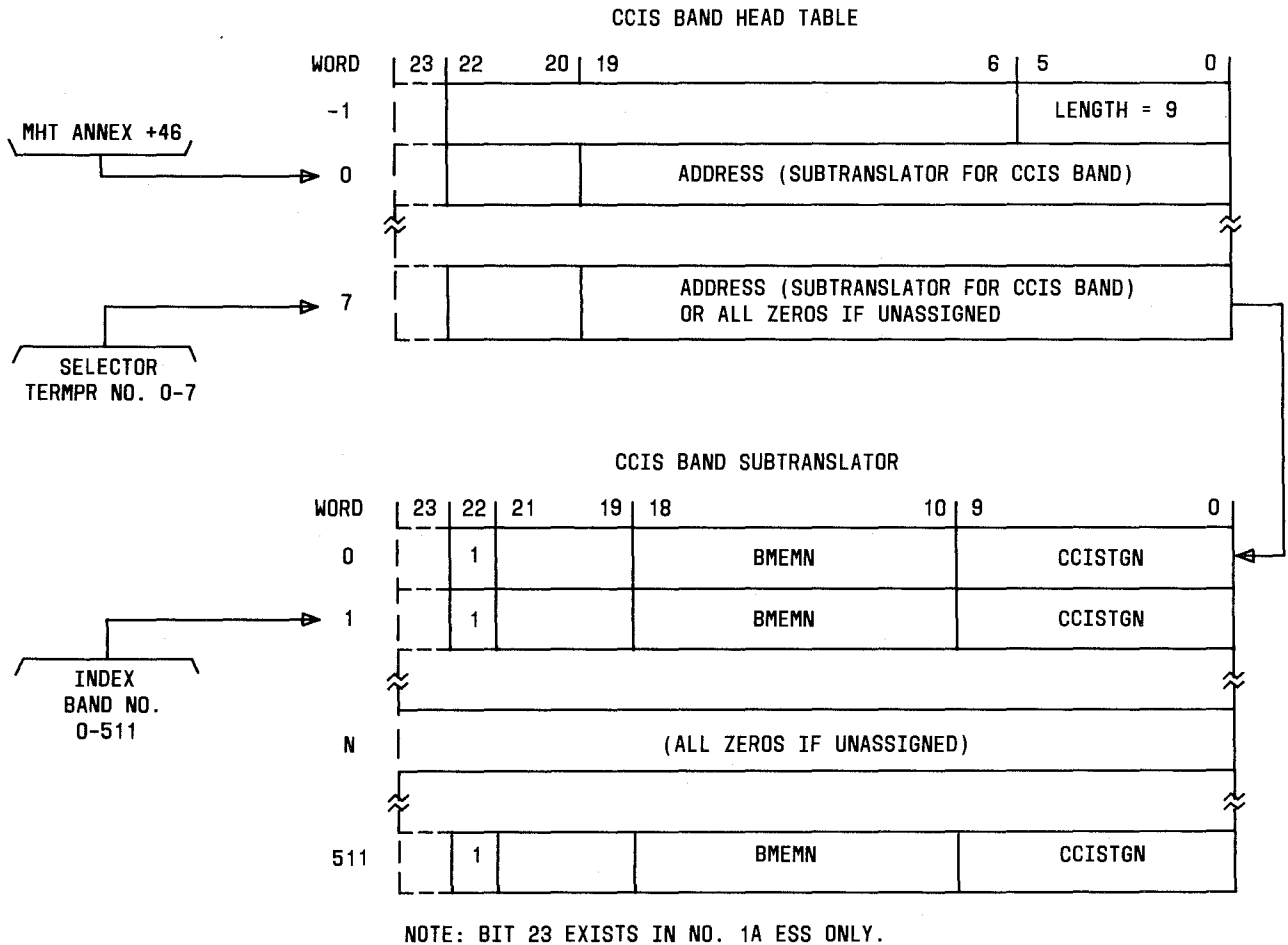 CCIS BAND HEAD TABLE
WORD 23 22 20 19 6 5 0
-1 LENGTH = 9
MHT ANNEX +46
0 ADDRESS (SUBTRANSLATOR FOR CCIS BAND)
7 ADDRESS (SUBTRANSLATOR FOR CCIS BAND)
OR ALL ZEROS IF UNASSIGNED
SELECTOR
TERMPR NO. 0-7
CCIS BAND SUBTRANSLATOR
WORD 23 22 21 19 18 10 9 0
0 1 BMEMN CCISTGN
1 1 BMEMN CCISTGN
INDEX
BAND NO.
0-511
N (ALL ZEROS IF UNASSIGNED)
511 1 BMEMN CCISTGN
NOTE: BIT 23 EXISTS IN NO. 1A ESS ONLY.